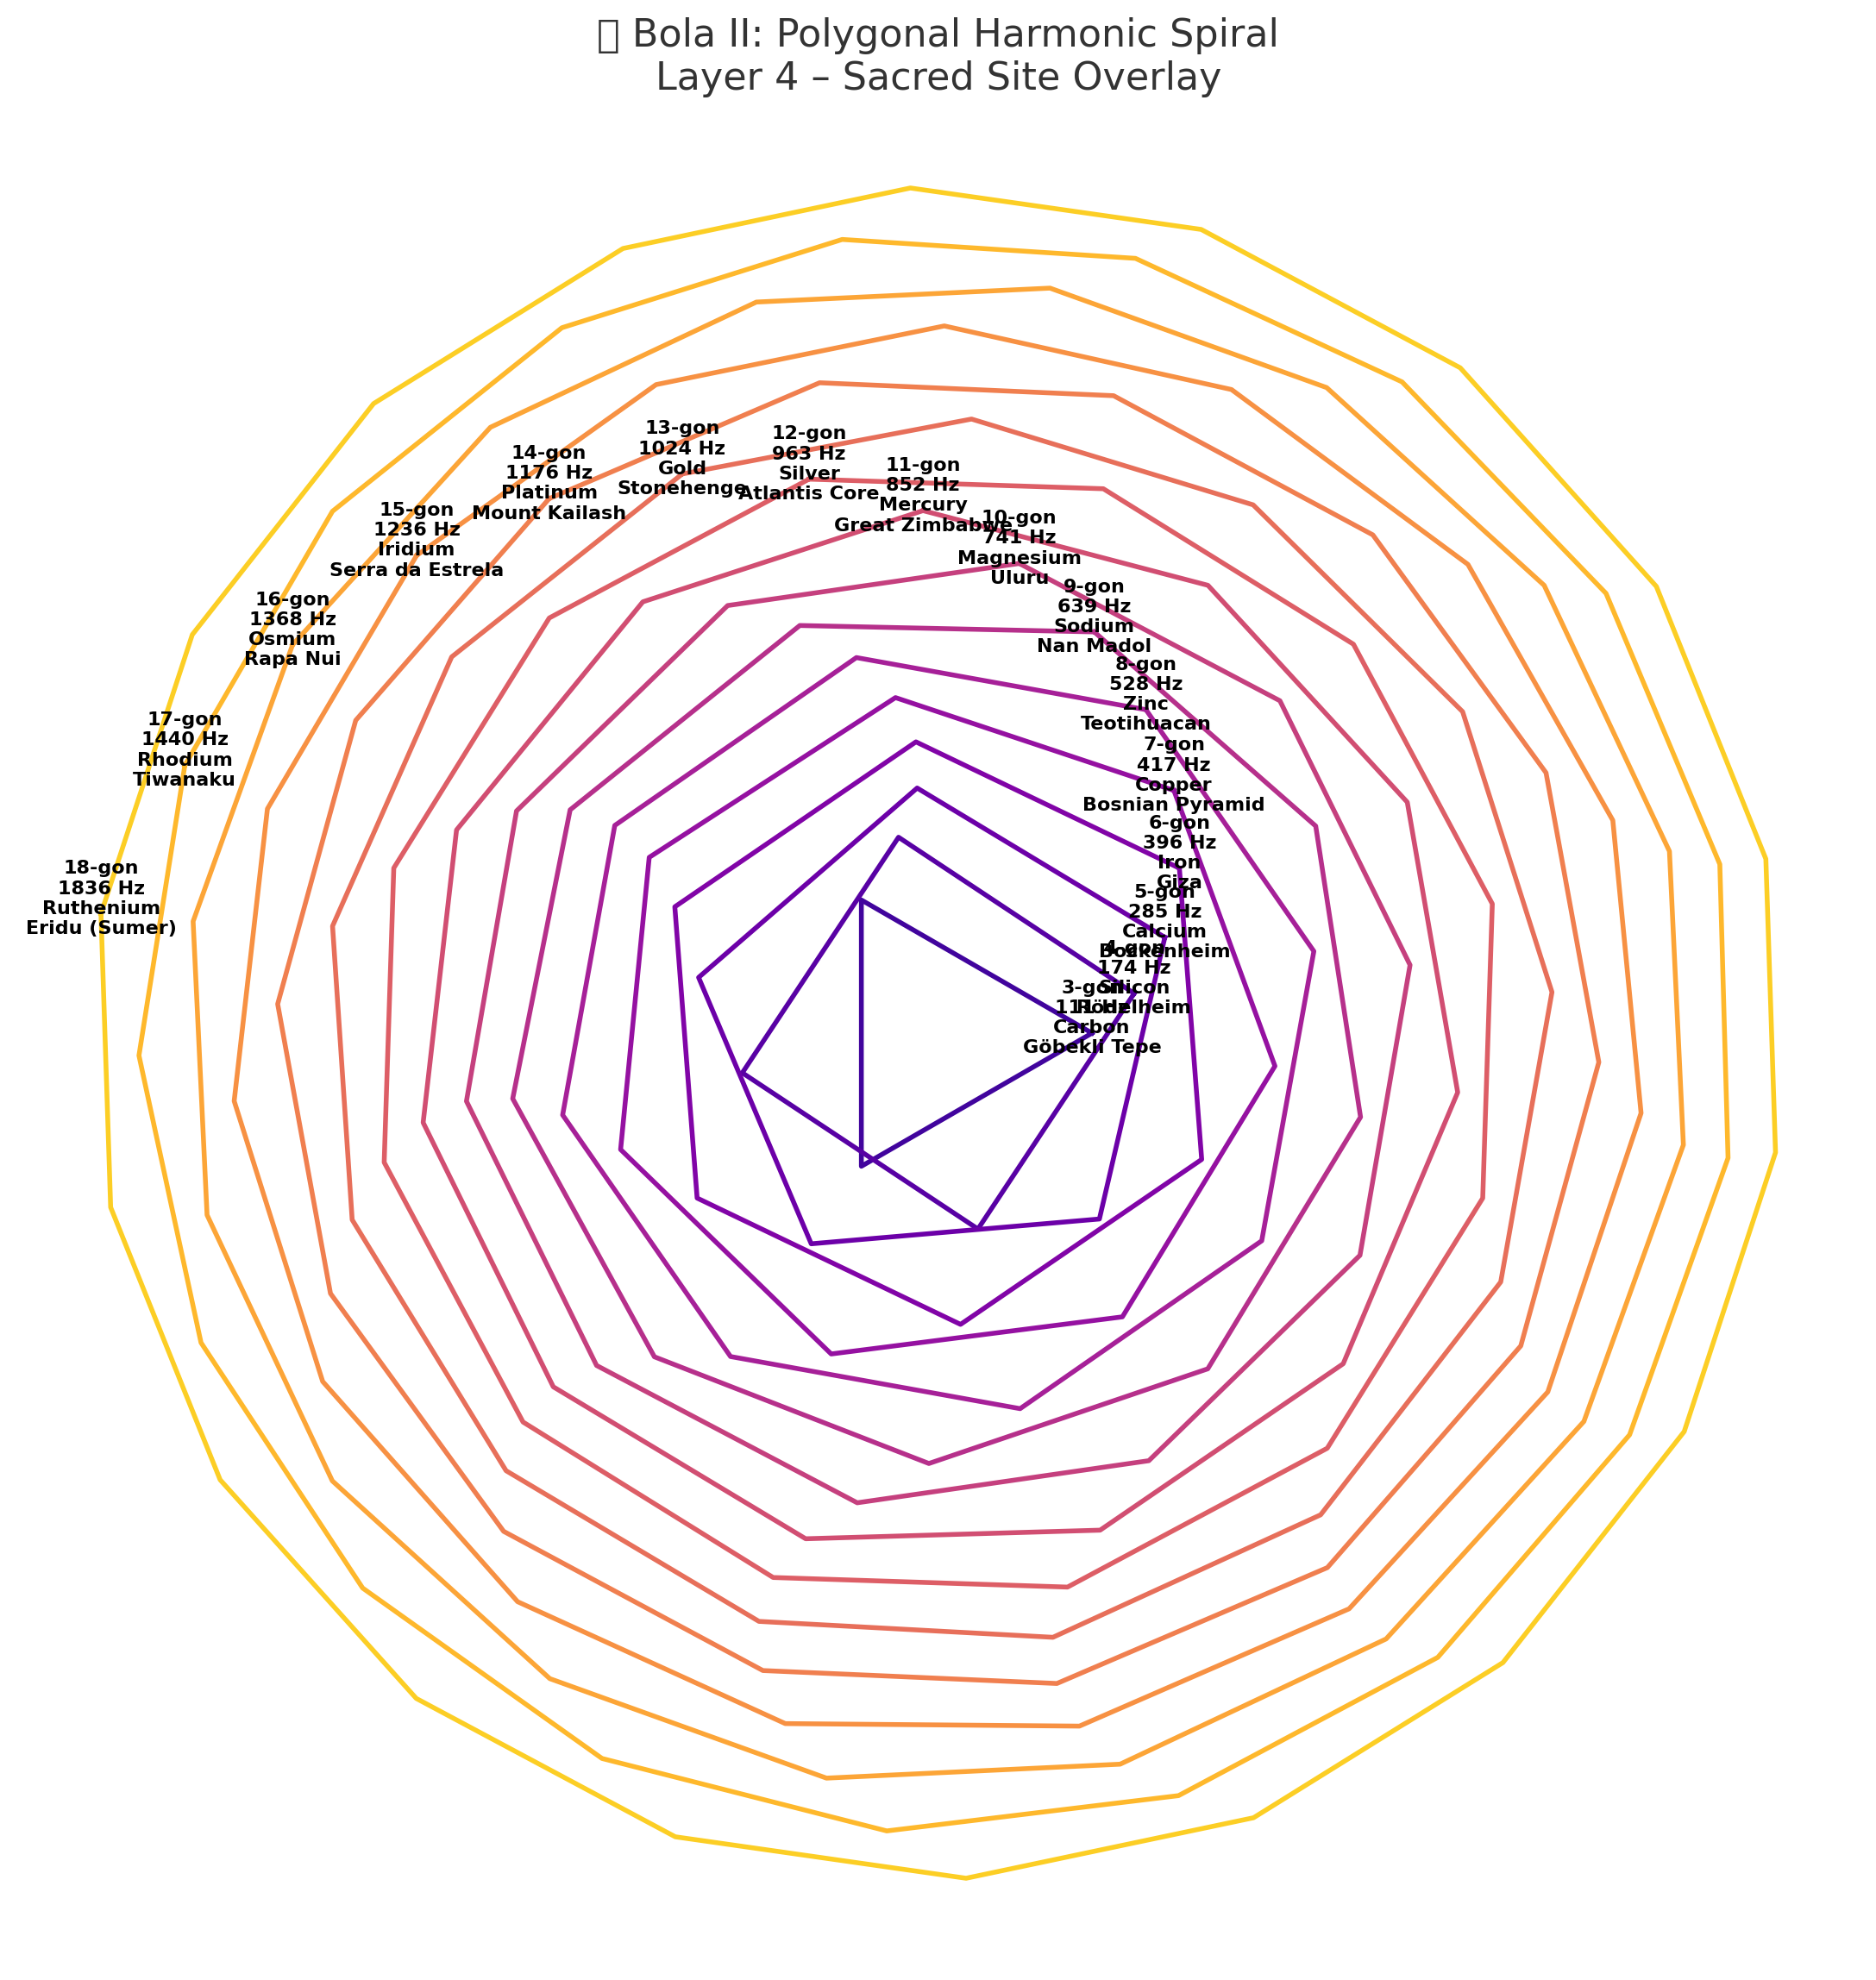 Bola II: Polygonal Harmonic Spiral
Layer 4 – Sacred Site Overlay
13-gon
1024 Hz
Gold
Stonehenge
12-gon
963 Hz
Silver
Atlantis Core
11-gon
852 Hz
Mercury
Great Zimbabwe
14-gon
1176 Hz
Platinum
Mount Kailash
15-gon
1236 Hz
Iridium
Serra da Estrela
10-gon
741 Hz
Magnesium
Uluru
9-gon
639 Hz
Sodium
Nan Madol
16-gon
1368 Hz
Osmium
Rapa Nui
8-gon
528 Hz
Zinc
Teotihuacan
17-gon
1440 Hz
Rhodium
Tiwanaku
7-gon
417 Hz
Copper
Bosnian Pyramid
6-gon
396 Hz
Iron
Giza
18-gon
1836 Hz
Ruthenium
Eridu (Sumer)
5-gon
285 Hz
Calcium
Bockenheim
4-gon
174 Hz
Silicon
Rödelheim
3-gon
111 Hz
Carbon
Göbekli Tepe